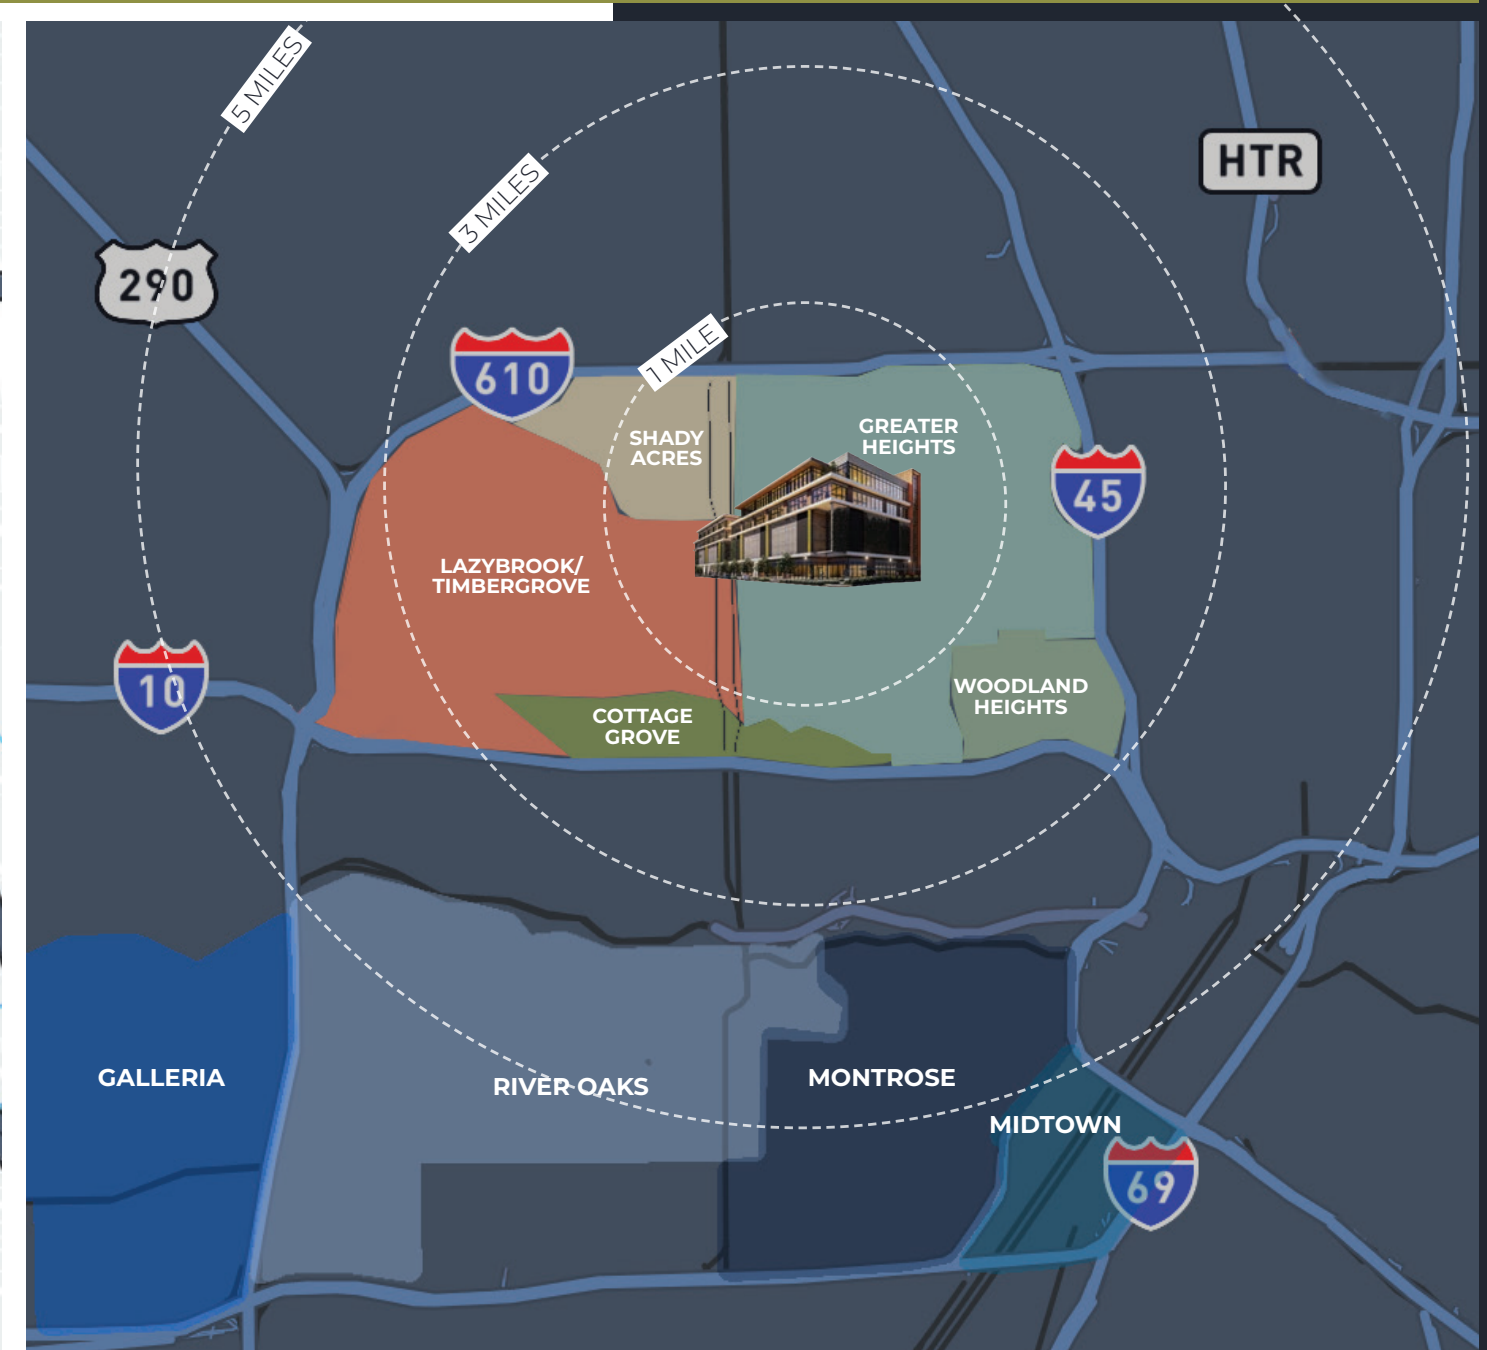 5 MILES
3 MILES
HTR
290
1 MILE
610
SHADY
ACRES
GREATER
HEIGHTS
45
LAZYBROOK/
TIMBERGROVE
10
WOODLAND
HEIGHTS
COTTAGE
GROVE
GALLERIA
RIVER OAKS
MONTROSE
MIDTOWN
69